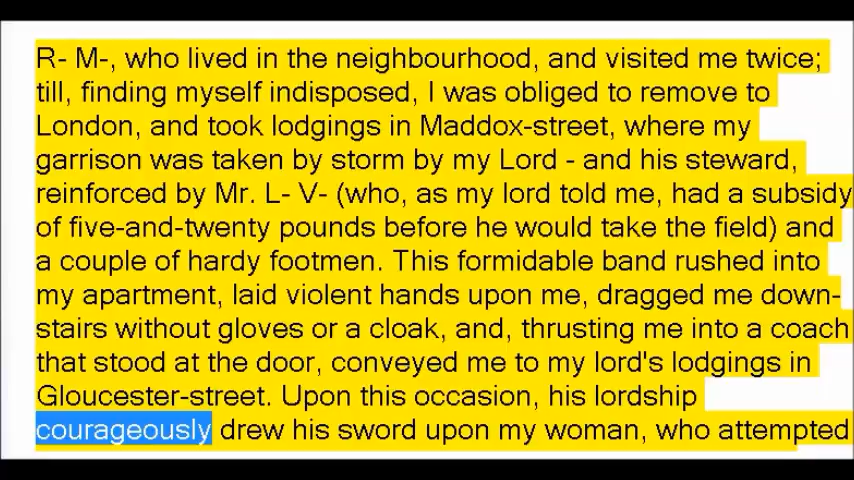 R- M-, who lived in the neighbourhood, and visited me twice;
till, finding myself indisposed, I was obliged to remove to
London, and took lodgings in Maddox-street, where my
garrison was taken by storm by my Lord - and his steward,
reinforced by Mr. L- V- (who, as my lord told me, had a subsidy
of five-and-twenty pounds before he would take the field) and
a couple of hardy footmen. This formidable band rushed into
my apartment, laid violent hands upon me, dragged me down-
stairs without gloves or a cloak, and, thrusting me into a coach
that stood at the door, conveyed me to my lord's lodgings in
Gloucester-street. Upon this occasion, his lordship
courageously drew his sword upon my woman, who attempted